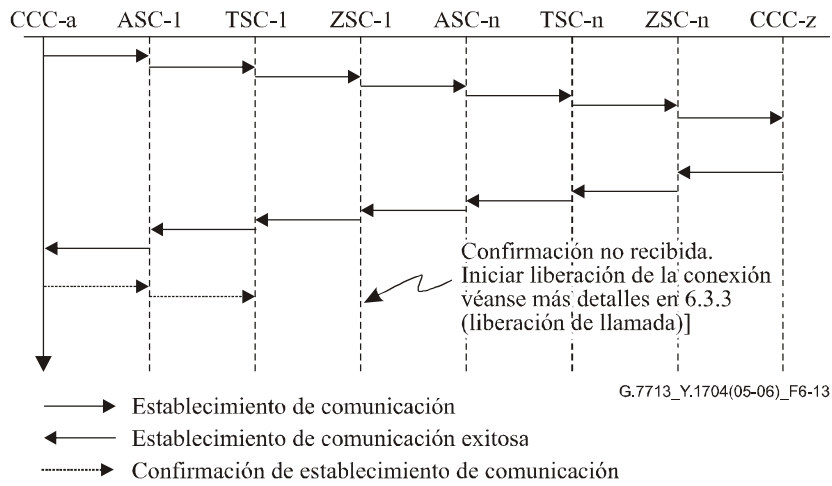 CCC-a ASC-1 TSC-1 ZSC-1 ASC-n TSC-n ZSC-n CCC-z
Confirmación no recibida.
Iniciar liberación de la conexión
véanse más detalles en 6.3.3
(liberación de llamada)]
G.7713_Y.1704(05-06)_F6-13
Establecimiento de comunicación
Establecimiento de comunicación exitosa
Confirmación de establecimiento de comunicación